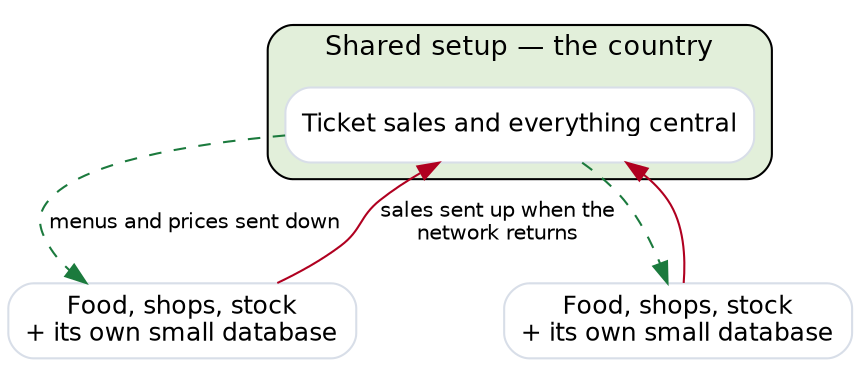 Shared setup — the country
Ticket sales and everything central
menus and prices sent down
sales sent up when the
network returns
Food, shops, stock
+ its own small database
Food, shops, stock
+ its own small database